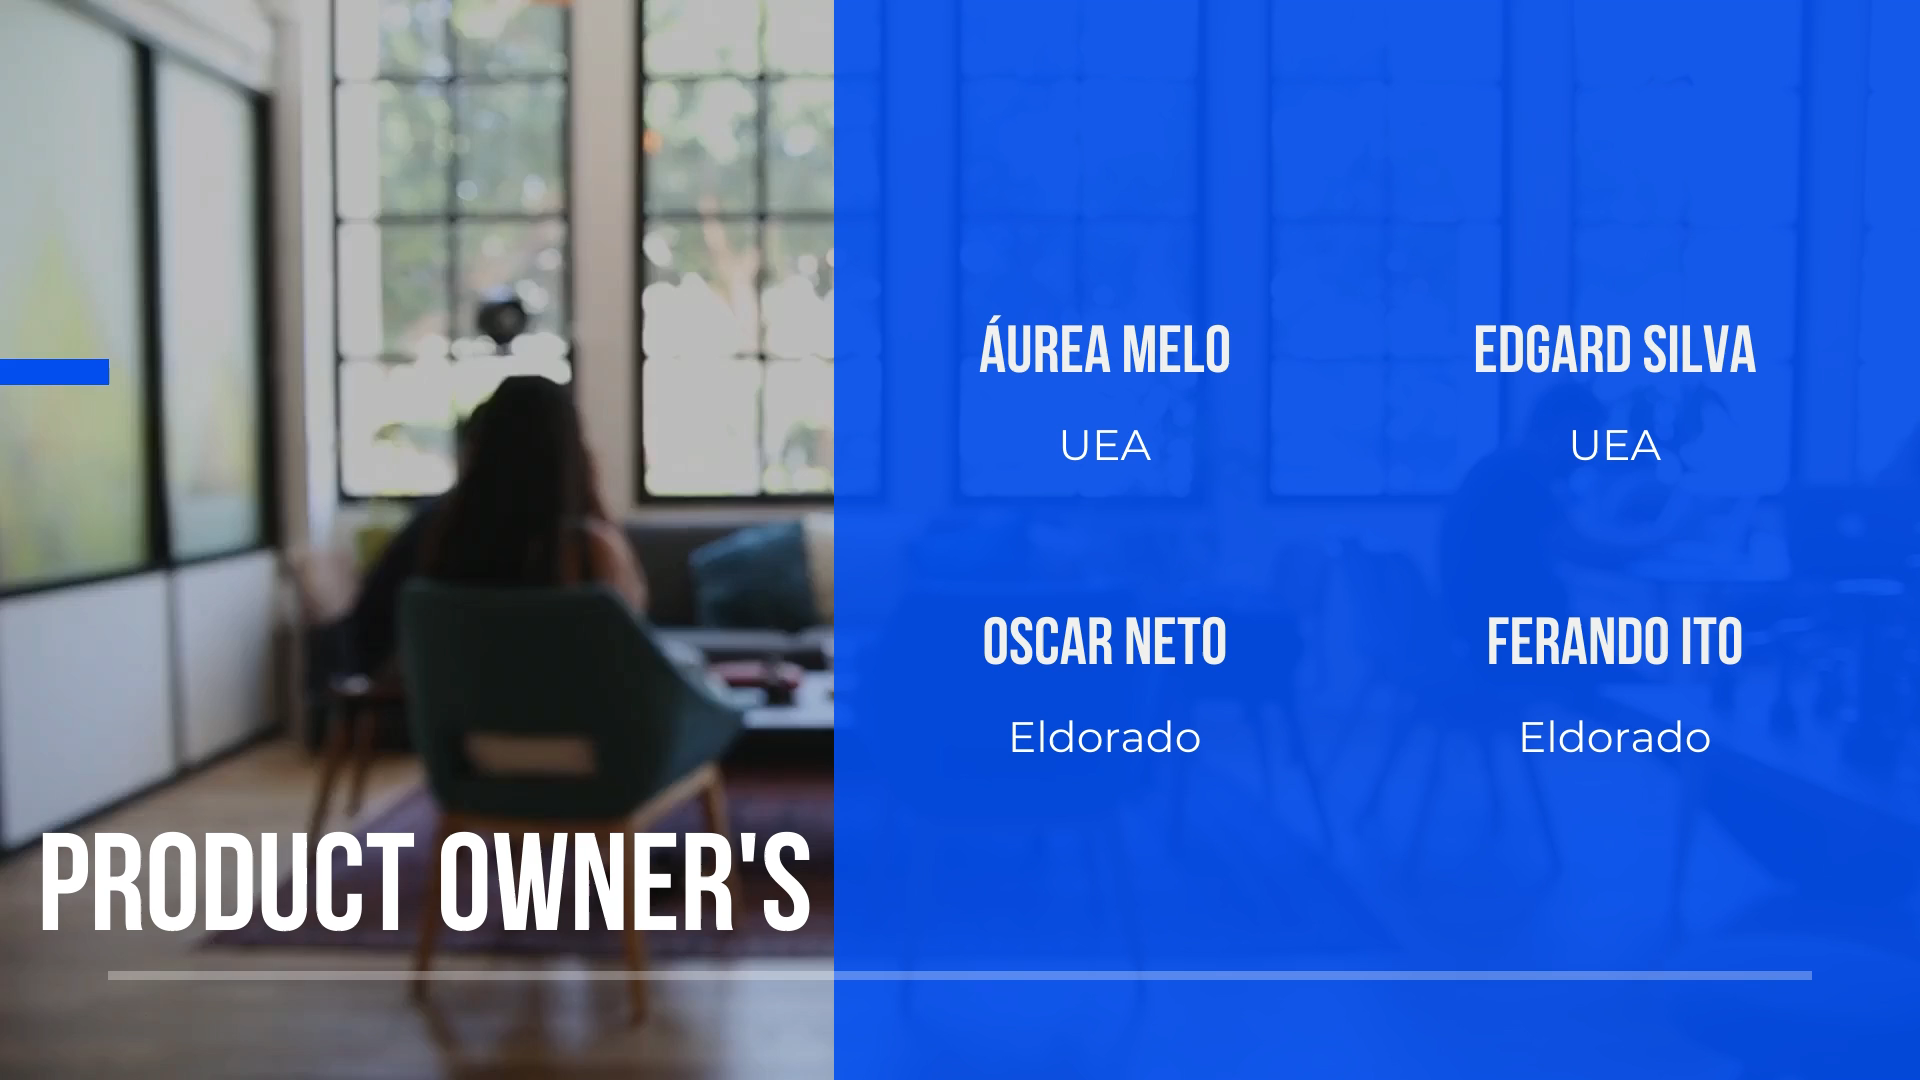 PRODUCT OWNER'S
ÁUREA MELO
UEA
EDGARD SILVA
UEA
OSCAR NETO
Eldorado
FERANDO ITO
Eldorado